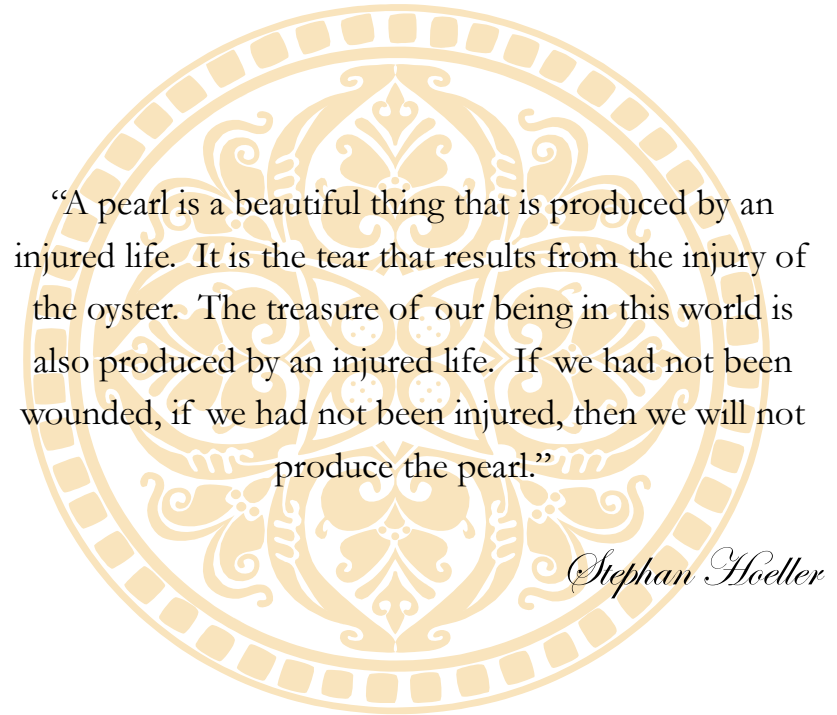 “A pearl is a beautiful thing that is produced by an
injured life.  It is the tear that results from the injury of
the oyster.  The treasure of our being in this world is
also produced by an injured life.  If we had not been
wounded, if we had not been injured, then we will not
produce the pearl.”
Stephan Hoeller